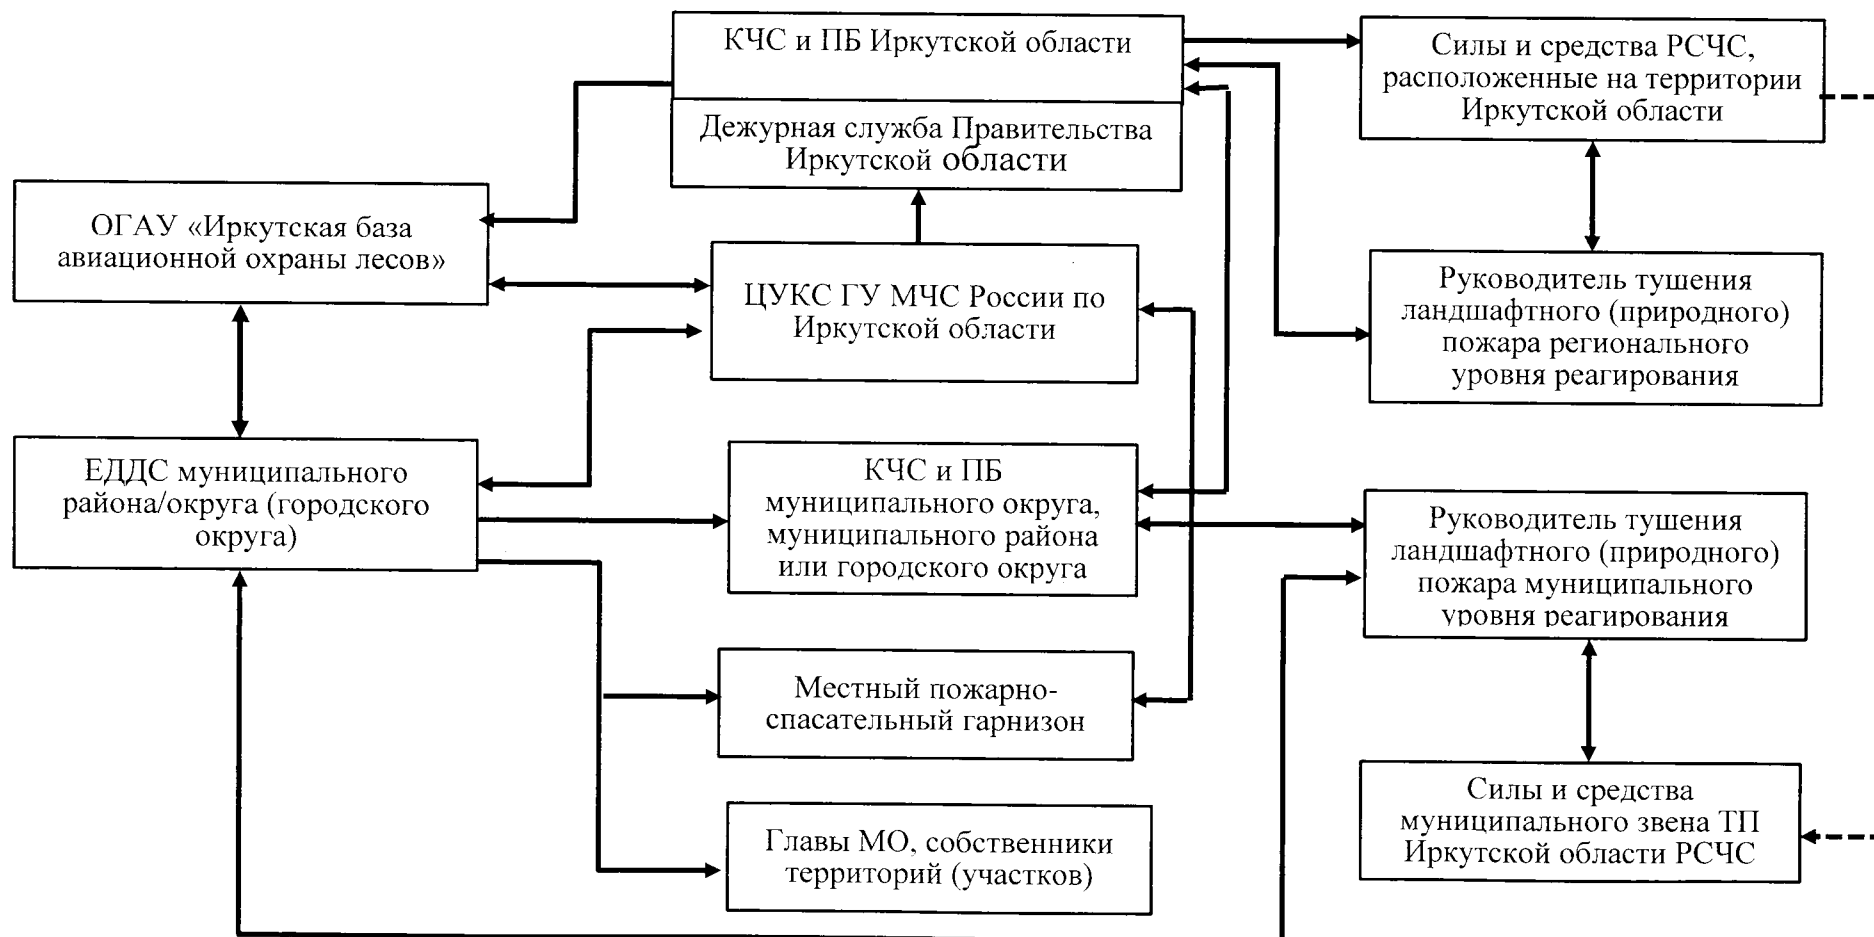 КЧС и ПБ Иркутской области
Дежурная служба Правительства
Иркутской области
Силы и средства РСЧС,
расположенные на территории
Иркутской области
ОГАУ «Иркутская база
авиационной охраны лесов»
ЦУКС ГУ МЧС России по
Иркутской области
Руководитель тушения
ландшафтного (природного)
пожара регионального
уровня реагирования
ЕДДС муниципального
района/округа (городского
округа)
КЧС и ПБ
муниципального округа,
муниципального района
или городского округа
Руководитель тушения
ландшафтного (природного)
пожара муниципального
уровня реагирования
Местный пожарно-
спасательный гарнизон
Силы и средства
муниципального звена ТП
Иркутской области РСЧС
Главы МО, собственники
территорий (участков)